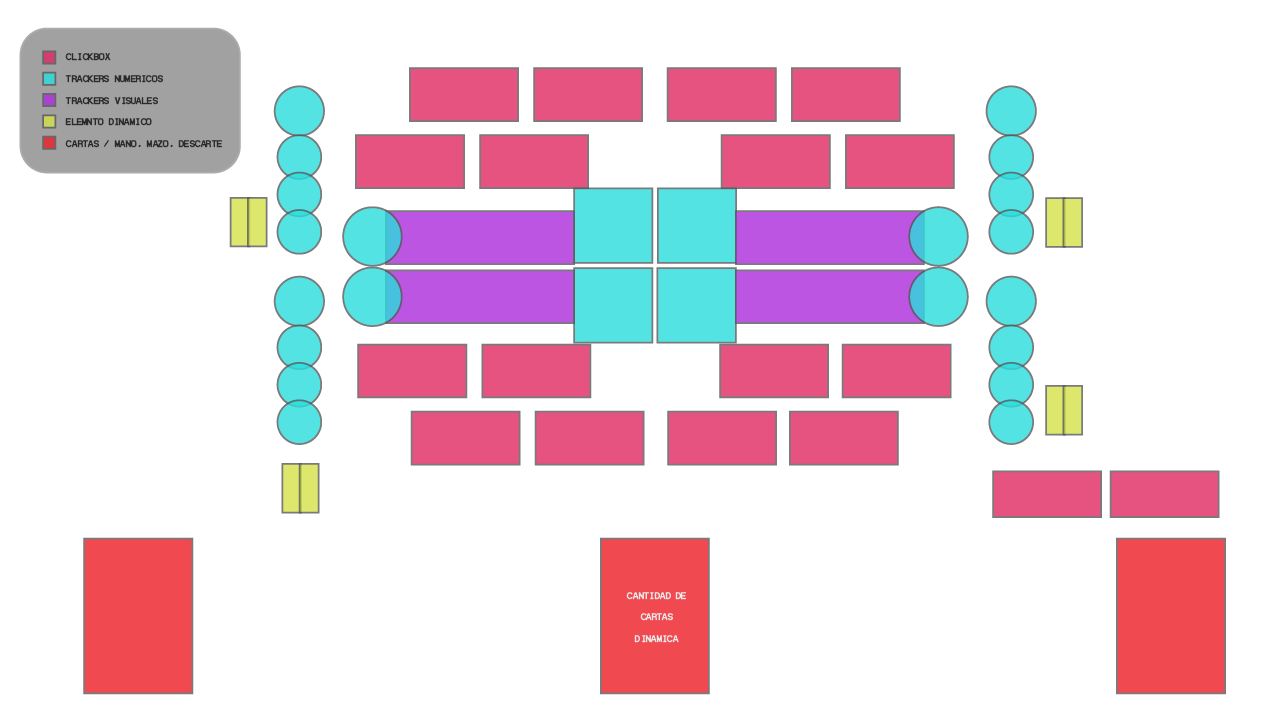 CLICKBOX
TRACKERS NUMERICOS
TRACKERS VISUALES
ELEMNTO DINAMICO
CARTAS / MANO. MAZO. DESCARTE
CANTIDAD DE
CARTAS
DINAMICA